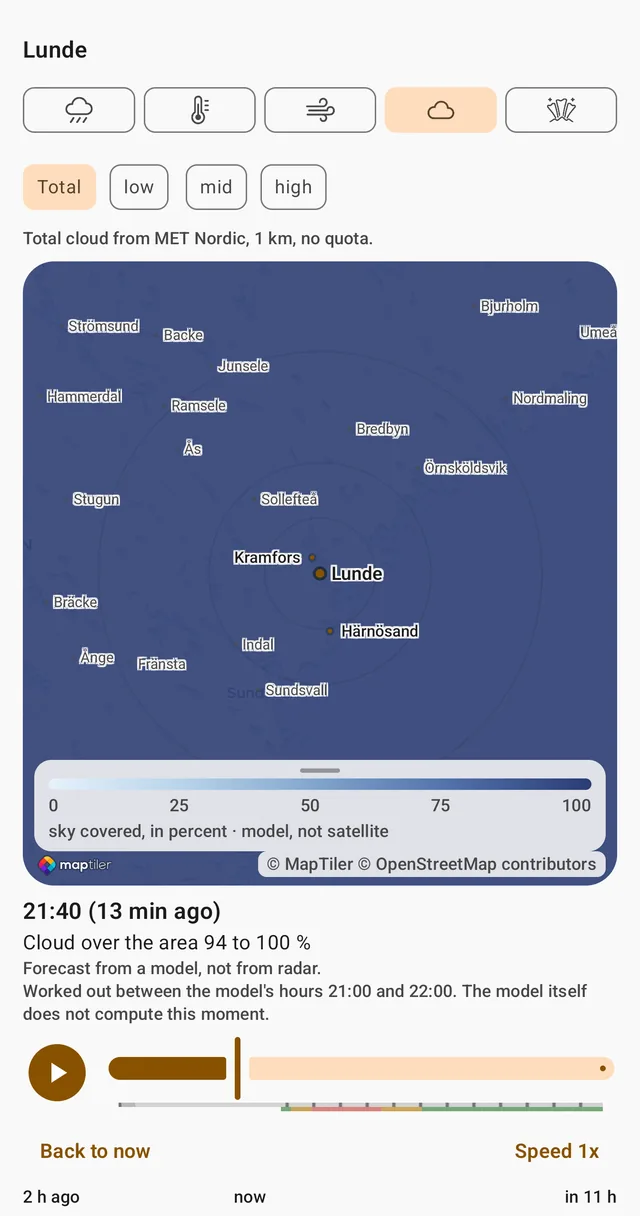 Lunde
Total low mid high
Total cloud from MET Nordic, 1 km, no quota.
Bjurholm
Strömsund
Umeå
Backe
Junsele
Hammerdal
Nordmaling
Ramsele
Bredbyn
Ås
Örnsköldsvik
Stugun
Sollefteå
Kramfors
Lunde
Bräcke
Härnösand
Indal
Ånge
Fränsta
Sundsvall
0 25 50 75 100
sky covered, in percent · model, not satellite
maptiler
© MapTiler © OpenStreetMap contributors
21:40 (13 min ago)
Cloud over the area 94 to 100 %
Forecast from a model, not from radar.
Worked out between the model's hours 21:00 and 22:00. The model itself
does not compute this moment.
Back to now Speed 1x
2 h ago now in 11 h